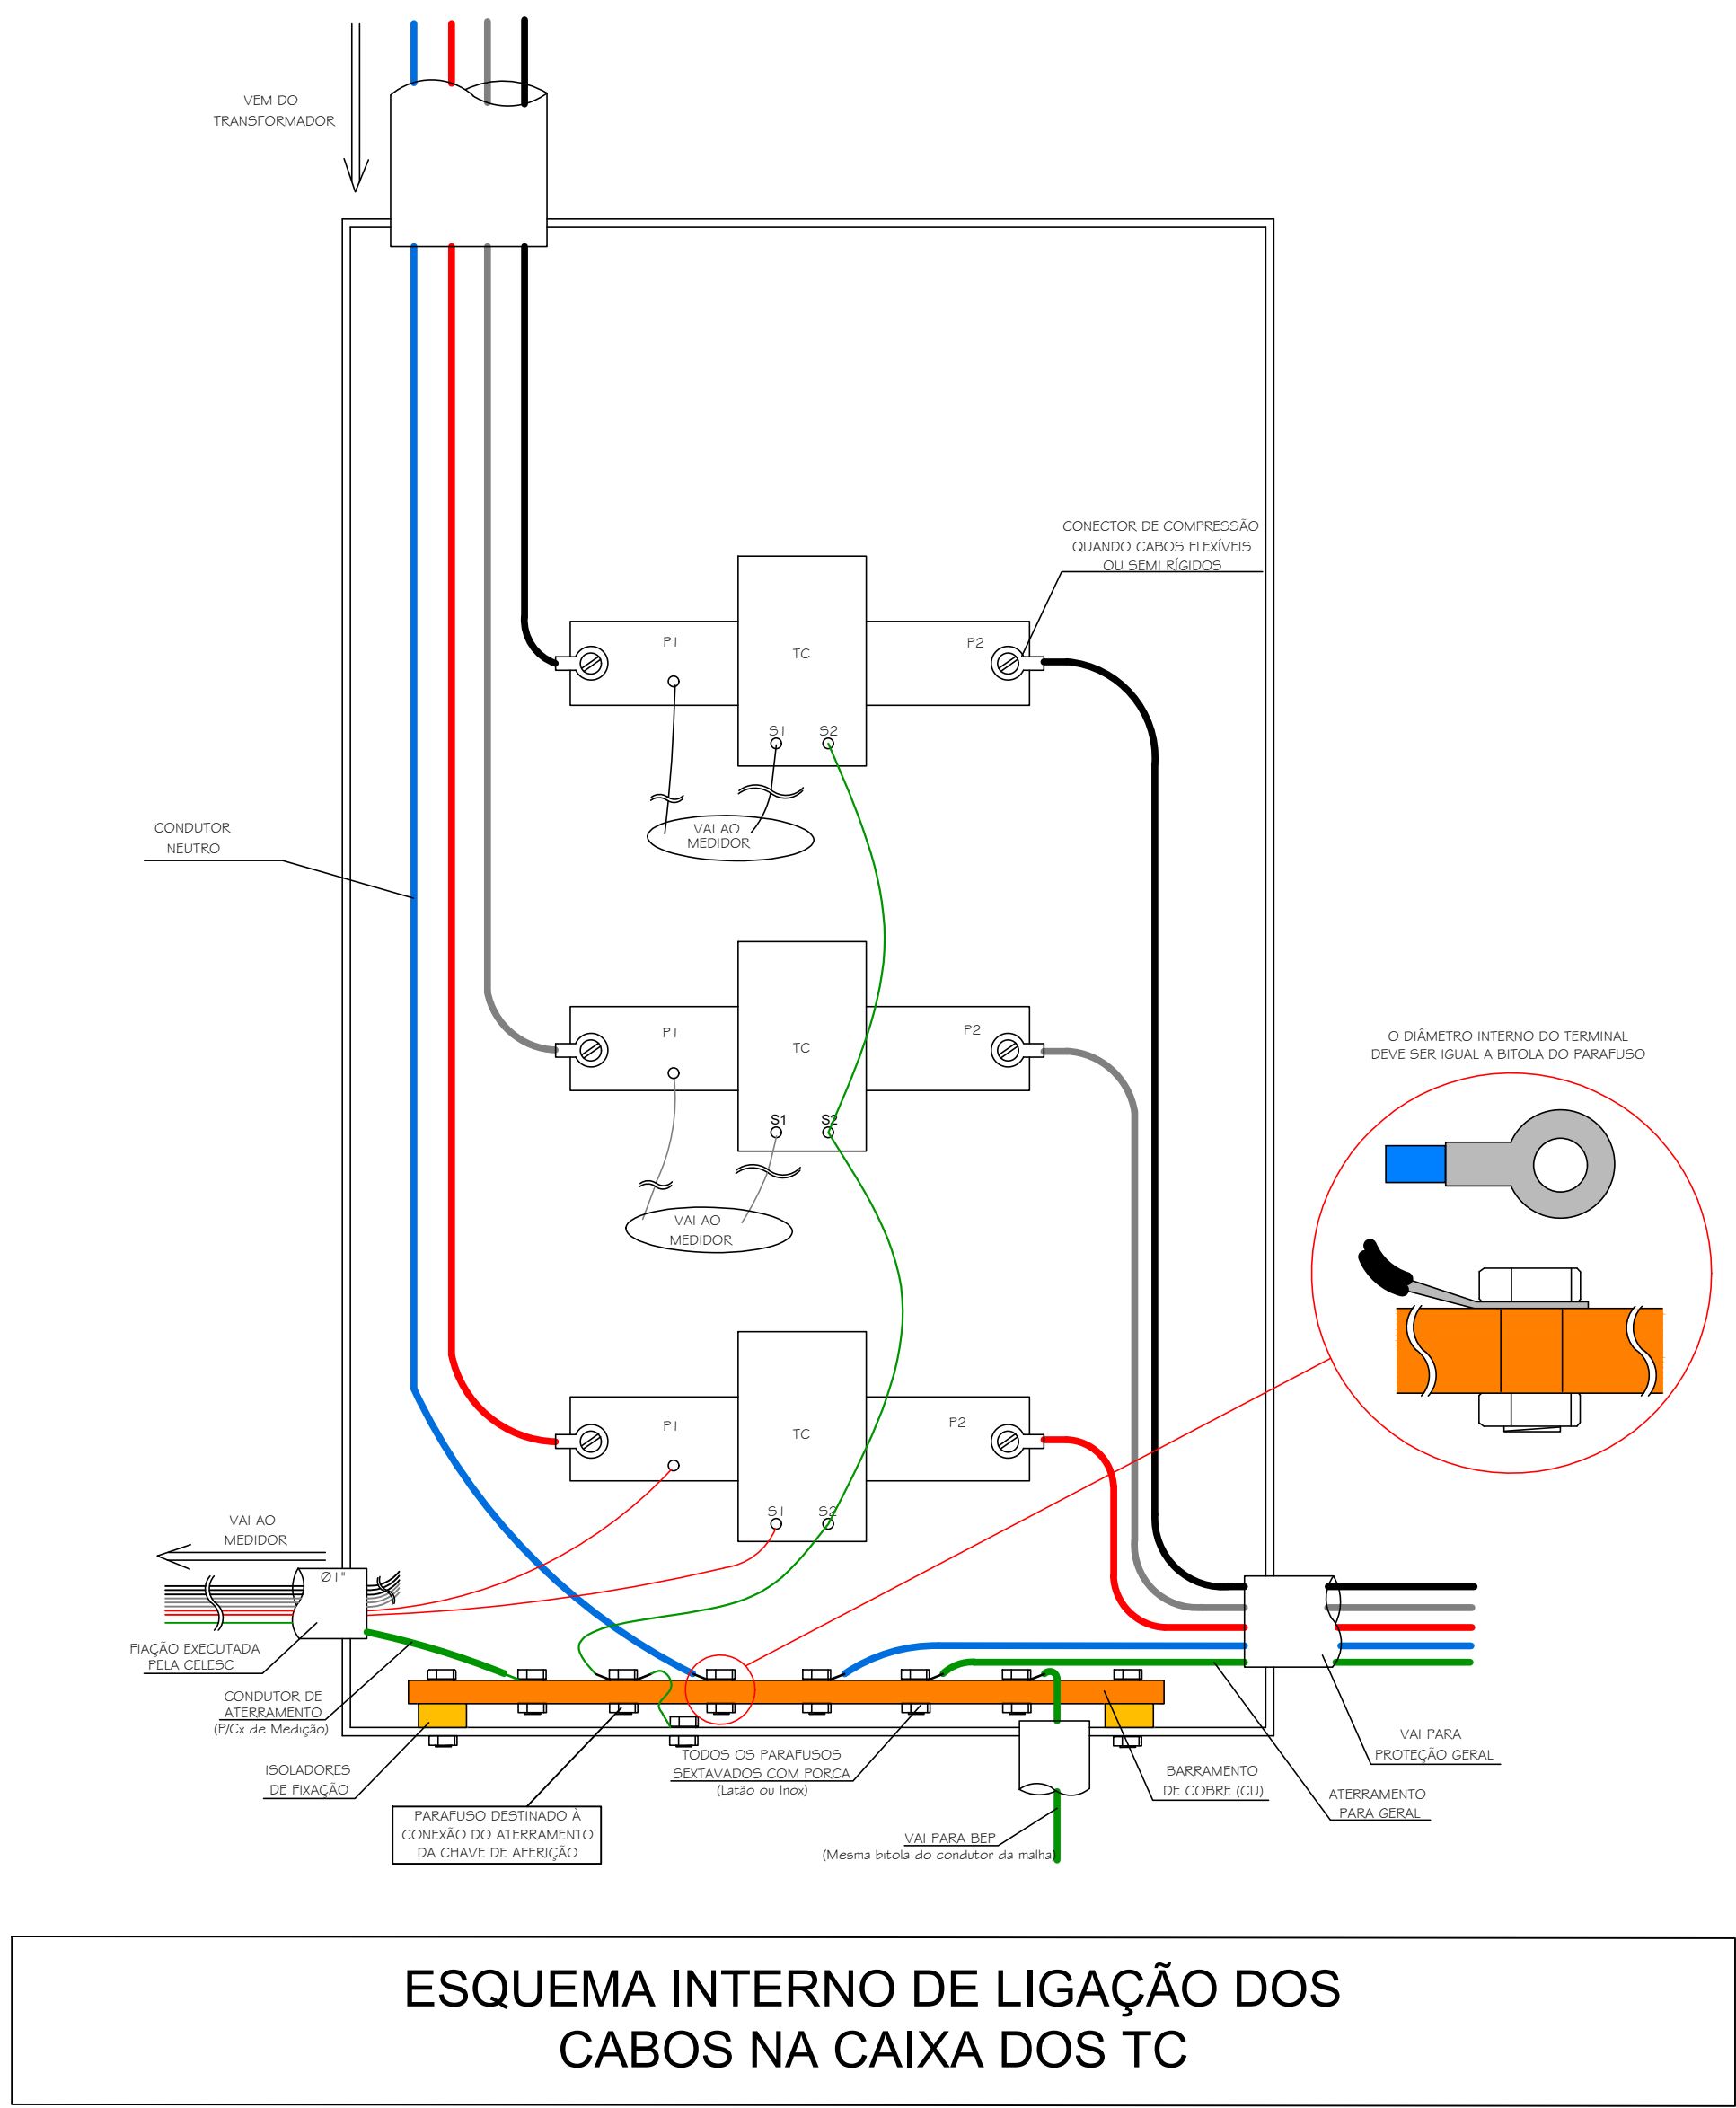 VEM DO
TRANSFORMADOR
CONECTOR DE COMPRESSÃO
QUANDO CABOS FLEXÍVEIS
OU SEMI RÍGIDOS
P1
TC
P2
S1
S2
VAI AO
MEDIDOR
CONDUTOR
NEUTRO
P1
TC
P2
S1
S2
VAI AO
MEDIDOR
O DIÂMETRO INTERNO DO TERMINAL
DEVE SER IGUAL A BITOLA DO PARAFUSO
P1
TC
P2
S1
S2
VAI AO
MEDIDOR
Ø1"
FIAÇÃO EXECUTADA
PELA CELESC
CONDUTOR DE
ATERRAMENTO
(P/Cx de Medição)
ISOLADORES
DE FIXAÇÃO
PARAFUSO DESTINADO À
CONEXÃO DO ATERRAMENTO
DA CHAVE DE AFERIÇÃO
TODOS OS PARAFUSOS
SEXTAVADOS COM PORCA
(Latão ou Inox)
VAI PARA BEP
(Mesma bitola do condutor da malha)
BARRAMENTO
DE COBRE (CU)
ATERRAMENTO
PARA GERAL
VAI PARA
PROTEÇÃO GERAL
ESQUEMA INTERNO DE LIGAÇÃO DOS
CABOS NA CAIXA DOS TC